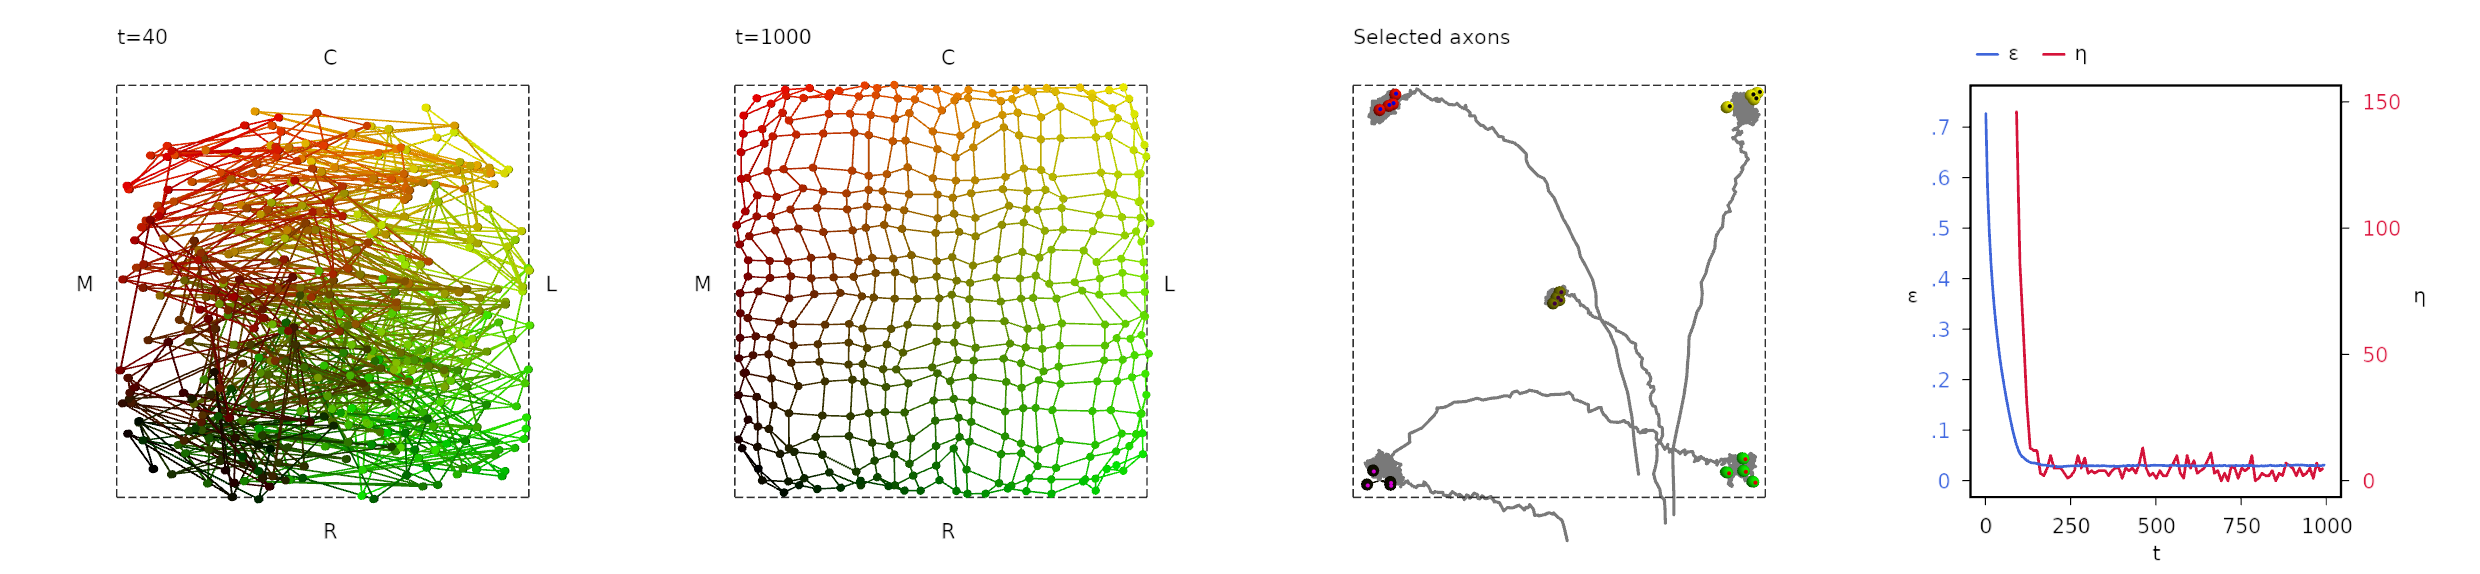 t=40
C
M
L
R
t=1000
C
M
L
R
Selected axons
ε η
.7
.6
.5
.4
.3
.2
.1
0
ε
150
100
50
0
η
0 250 500 750 1000
t